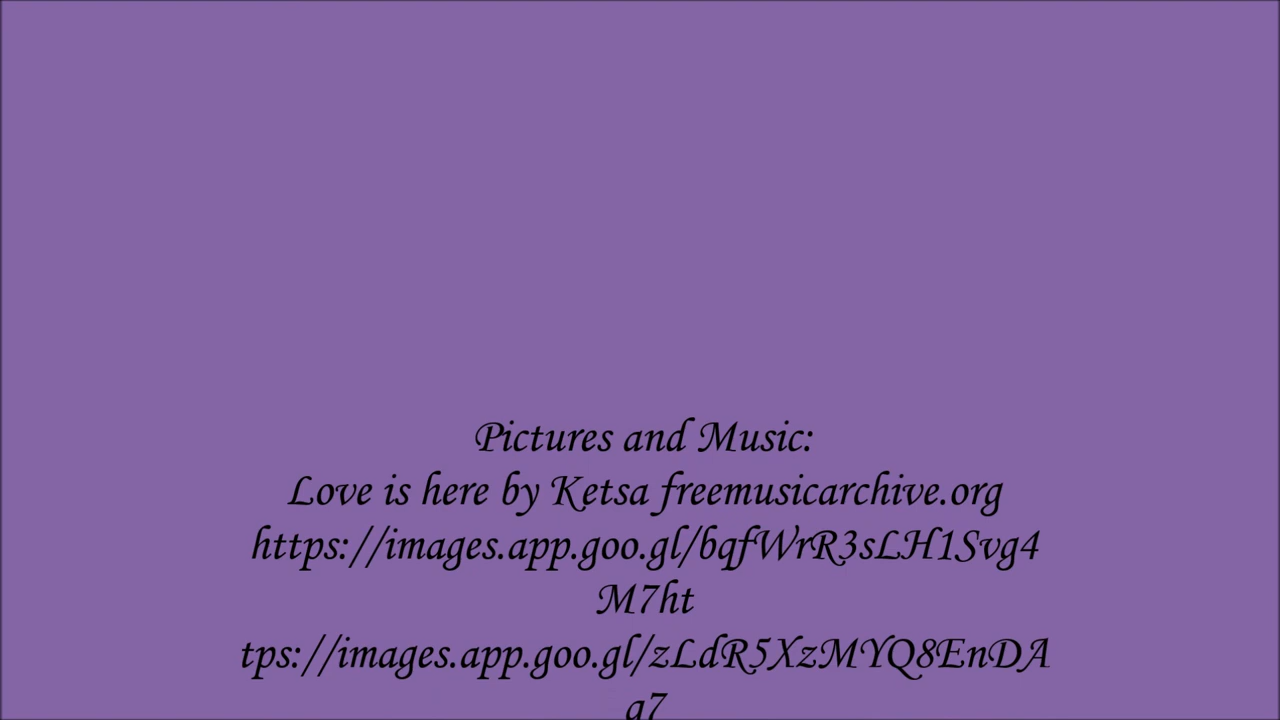 Pictures and Music:
Love is here by Ketsa freemusicarchive.org
https://images.app.goo.gl/bqfWrR3sLH1Svg4
M7ht
tps://images.app.goo.gl/zLdR5XzMYQ8EnDA
a7